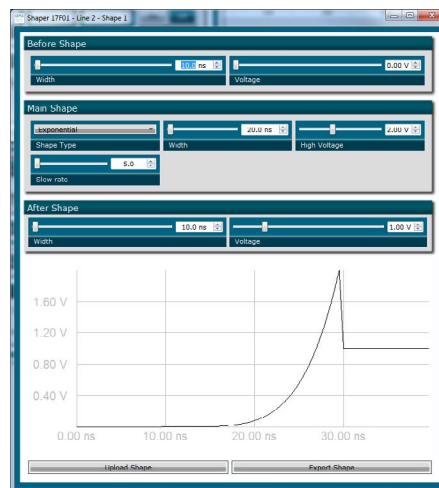 Shaper 17F01 - Line 2 - Shape 1
Before Shape
10.0 ns 0.00 V
Width Voltage
Main Shape
Exponential 20.0 ns 2.00 V
Shape Type Width High Voltage
5.0
Slow rate
After Shape
10.0 ns 1.00 V
Width Voltage
1.60 V
1.20 V
0.80 V
0.40 V
0.00 ns 10.00 ns 20.00 ns 30.00 ns
Upload Shape Export Shape